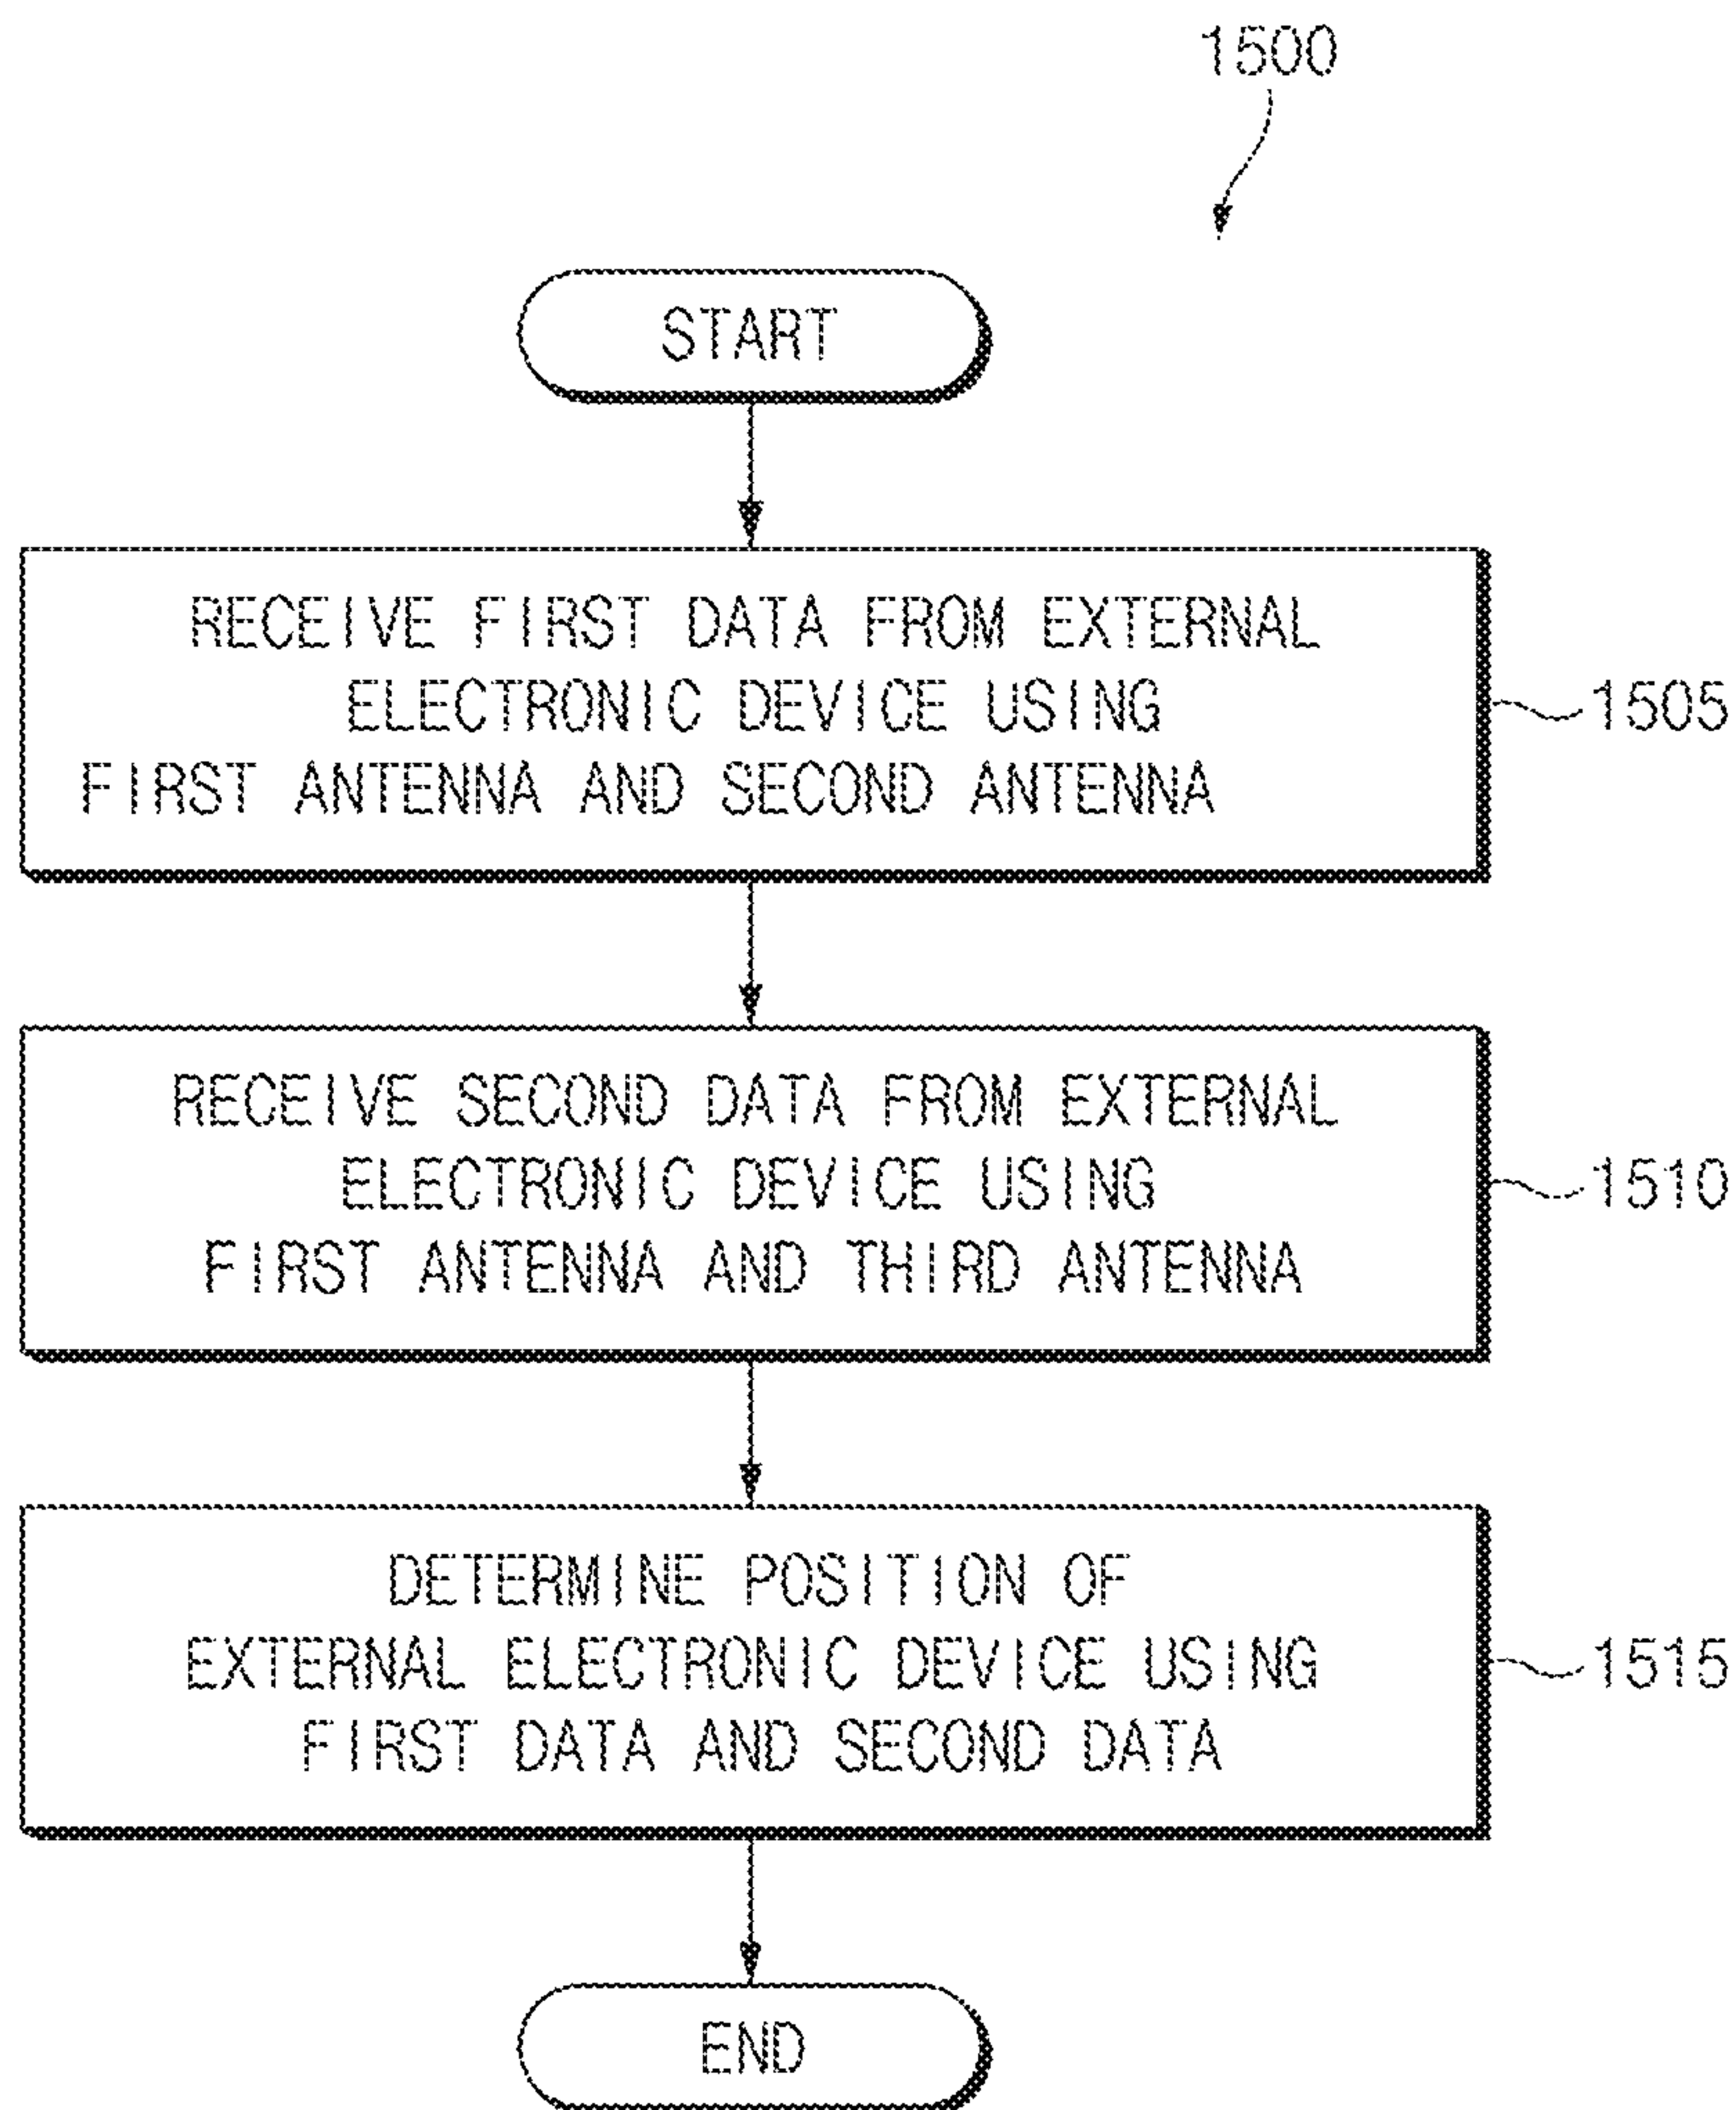 1500
START
RECEIVE FIRST DATA FROM EXTERNAL
ELECTRONIC DEVICE USING
FIRST ANTENNA AND SECOND ANTENNA
1505
RECEIVE SECOND DATA FROM EXTERNAL
ELECTRONIC DEVICE USING
FIRST ANTENNA AND THIRD ANTENNA
1510
DETERMINE POSITION OF
EXTERNAL ELECTRONIC DEVICE USING
FIRST DATA AND SECOND DATA
1515
END